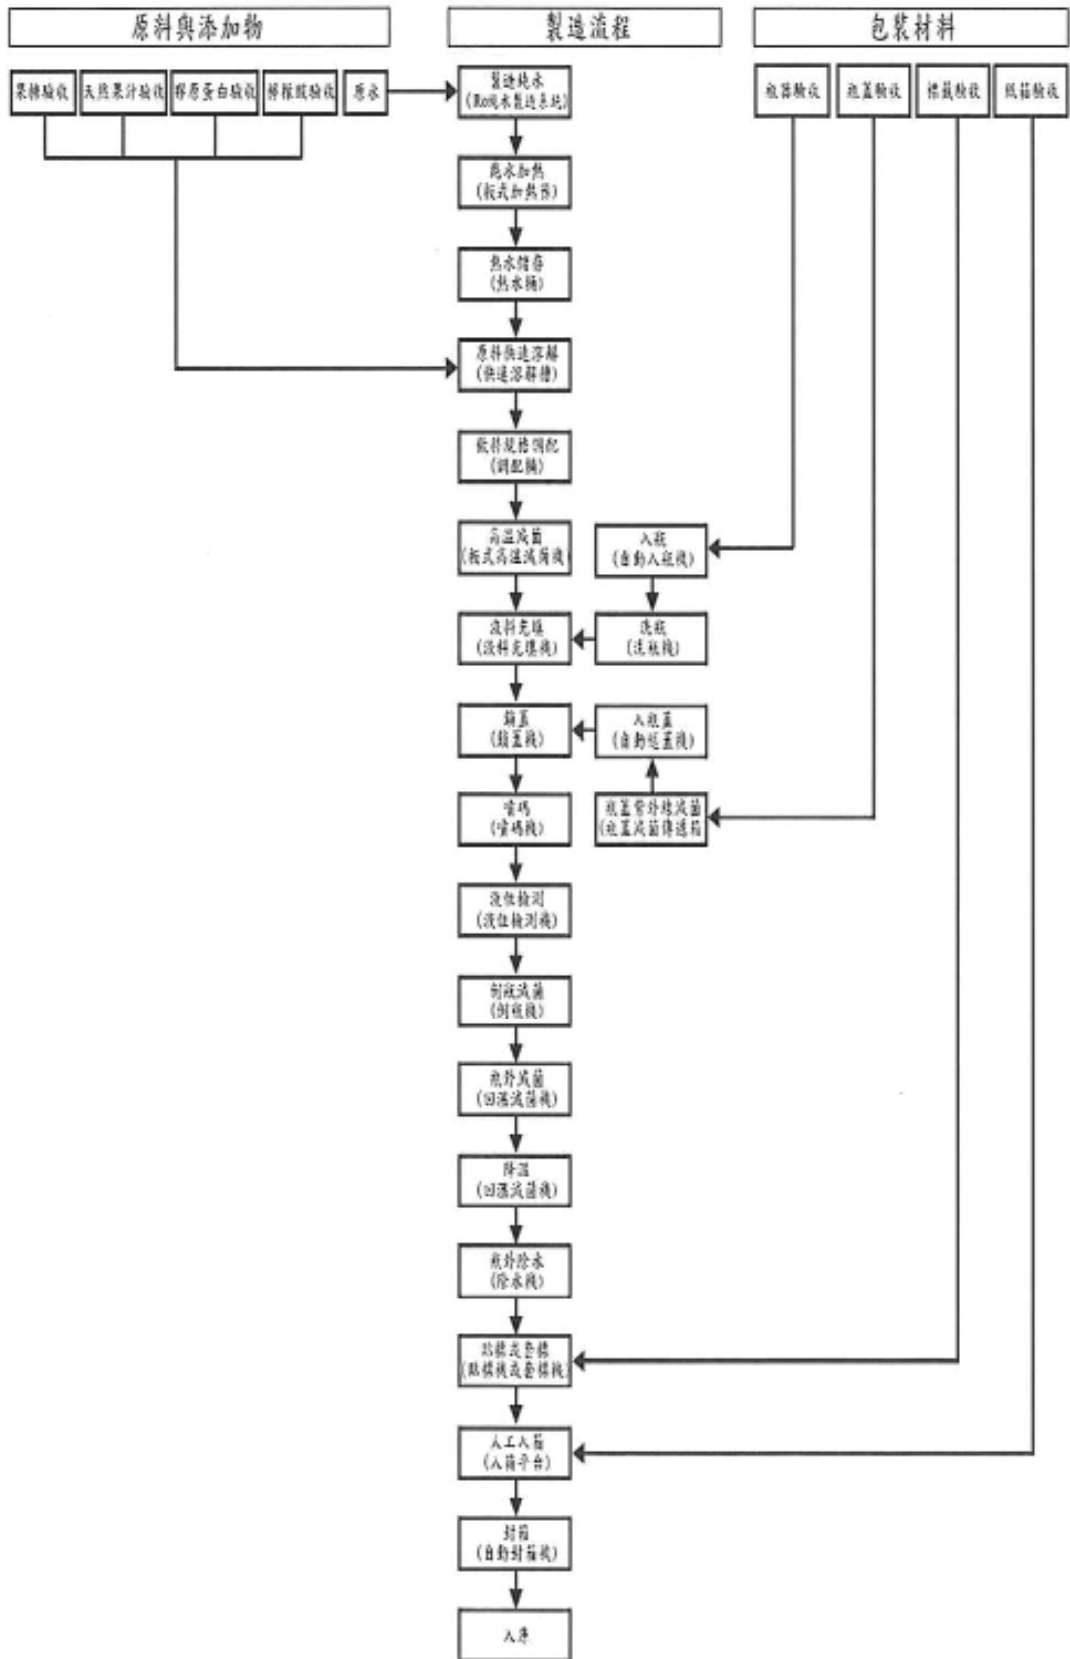 原料與添加物
製造流程
包裝材料
果糖驗收
天然果汁驗收
膠原蛋白驗收
檸檬酸驗收
原水
瓶器驗收
瓶蓋驗收
標籤驗收
紙箱驗收
製造純水
(Ro純水製造系統)
純水加熱
(板式加熱器)
熱水儲存
(熱水桶)
原料快速溶解
(快速溶解槽)
飲料規格調配
(調配桶)
高溫滅菌
(板式高溫滅菌機)
入瓶
(自動入瓶機)
液料充填
(液料充填機)
洗瓶
(洗瓶機)
鎖蓋
(鎖蓋機)
入瓶蓋
(自動送蓋機)
噴碼
(噴碼機)
瓶蓋紫外線滅菌
(瓶蓋滅菌傳送箱
液位檢測
(液位檢測機)
倒瓶滅菌
(倒瓶機)
瓶外滅菌
(回溫滅菌機)
降溫
(回溫滅菌機)
瓶外除水
(除水機)
貼標或套標
(貼標機或套標機)
人工入箱
(入箱平台)
封箱
(自動封箱機)
入庫